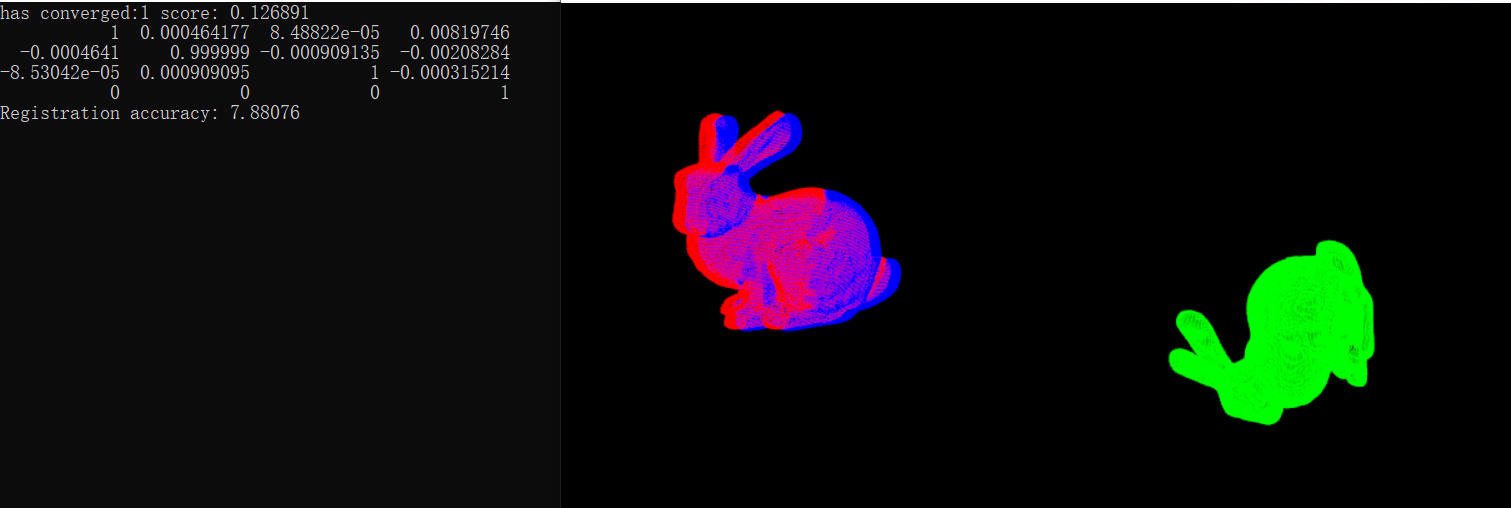 has converged:1 score: 0.126891
1 0.000464177 8.48822e-05 0.00819746
-0.0004641 0.999999 -0.000909135 -0.00208284
-8.53042e-05 0.000909095 1 -0.000315214
0 0 0 1
Registration accuracy: 7.88076